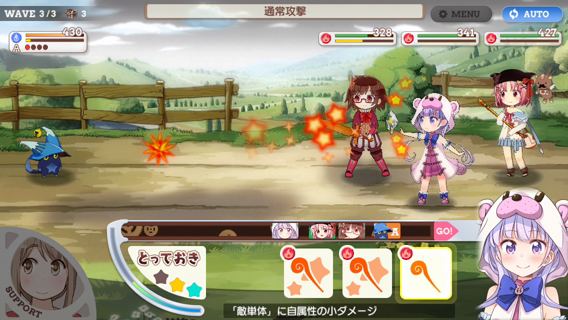 WAVE 3/3 3
通常攻撃
MENU
AUTO
430
A
328
341
427
A
GO!
とっておき
SUPPORT
「敵単体」に自属性の小ダメージ